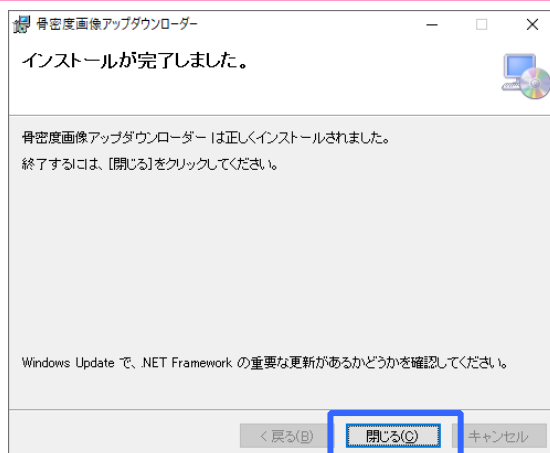 骨密度画像アップダウンローダー
インストールが完了しました。
骨密度画像アップダウンローダー は正しくインストールされました。
終了するには、[閉じる]をクリックしてください。
Windows Update で、.NET Framework の重要な更新があるかどうかを確認してください。
< 戻る(B) 閉じる(C) キャンセル